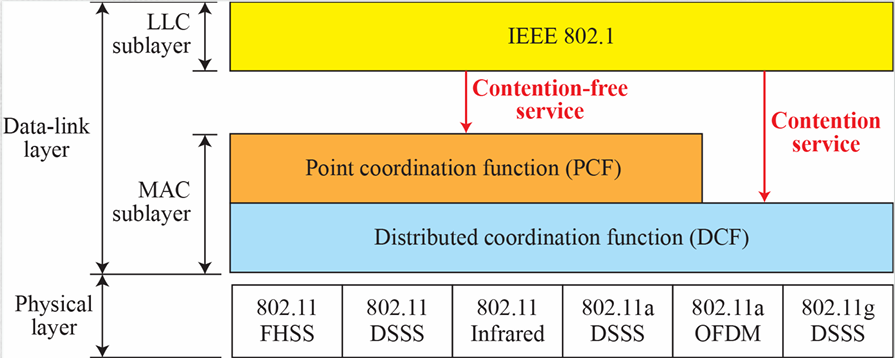 LLC
sublayer
IEEE 802.1
Contention-free
service
Contention
service
Data-link
layer
MAC
sublayer
Point coordination function (PCF)
Distributed coordination function (DCF)
Physical
layer
802.11
FHSS
802.11
DSSS
802.11
Infrared
802.11a
DSSS
802.11a
OFDM
802.11g
DSSS